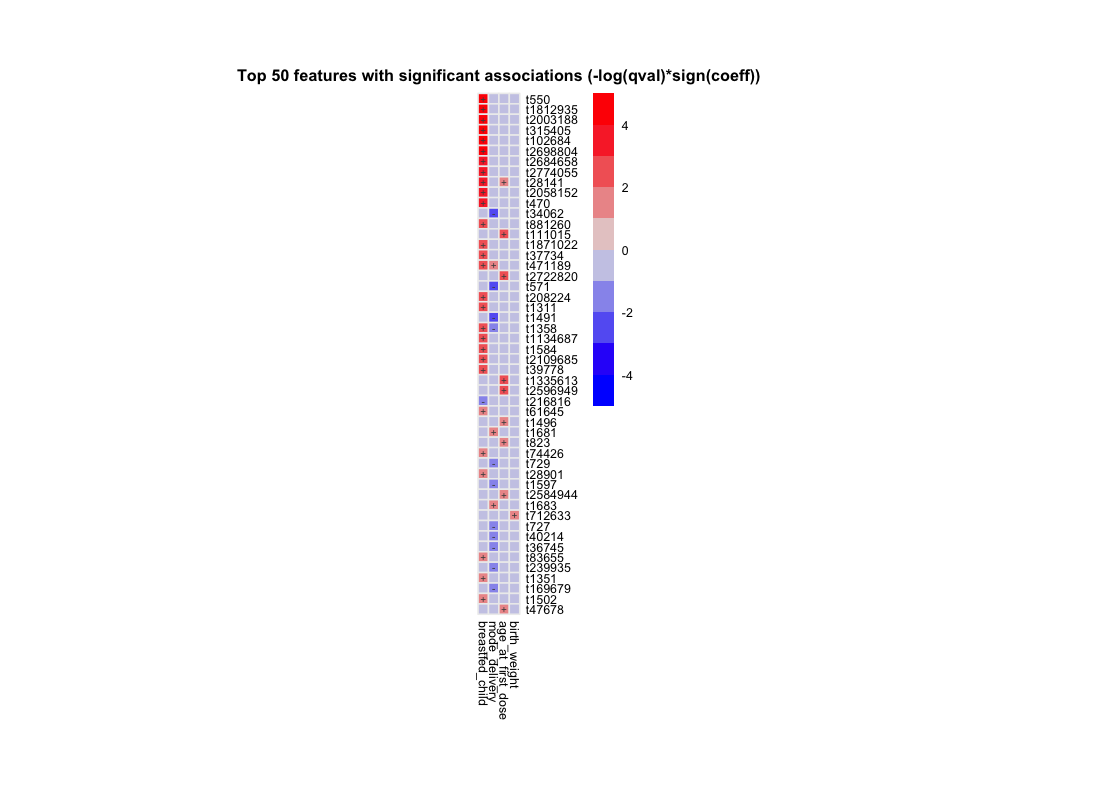 Top 50 features with significant associations (-log(qval)*sign(coeff))
t550
t1812935
t2003188
t315405
t102684
t2698804
t2684658
t2774055
t28141
t2058152
t470
t34062
t881260
t111015
t1871022
t37734
t471189
t2722820
t571
t208224
t1311
t1491
t1358
t1134687
t1584
t2109685
t39778
t1335613
t2596949
t216816
t61645
t1496
t1681
t823
t74426
t729
t28901
t1597
t2584944
t1683
t712633
t727
t40214
t36745
t83655
t239935
t1351
t169679
t1502
t47678
4
2
0
-2
-4
breastfed_child
mode_delivery
age_at_first_dose
birth_weight